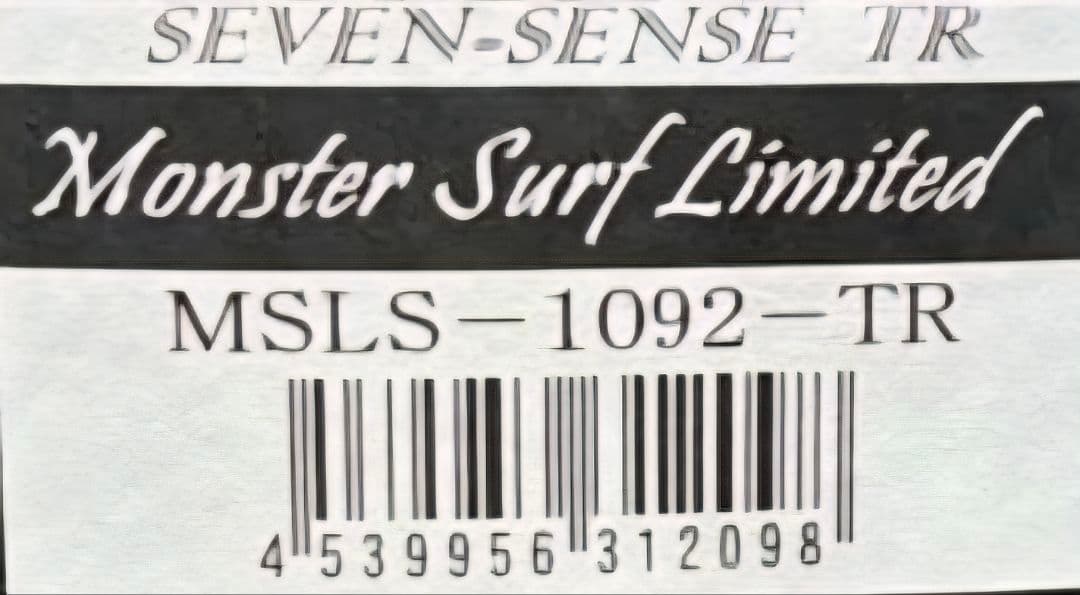 SEVEN-SENSE TR
Monster Surf Limited
MSLS-1092-TR
4 539956 312098